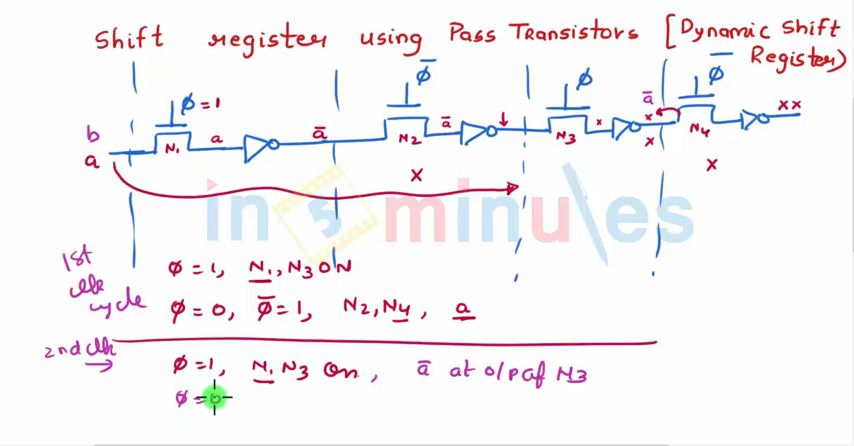 Shift register using Pass Transistors [Dynamic Shift Register)
ϕ = 1
ϕ̅
ϕ
ϕ̅
b
a
N1
a
a̅
N2
a̅
N3
x
x
x
a̅
N4
xx
x
x
in 5 minutes
1st clk cycle
ϕ = 1, N1, N3 ON
ϕ = 0, ϕ̅ = 1, N2, N4, a
2nd clk
ϕ = 1, N1 N3 On, a̅ at o/p of N3
ϕ = 0